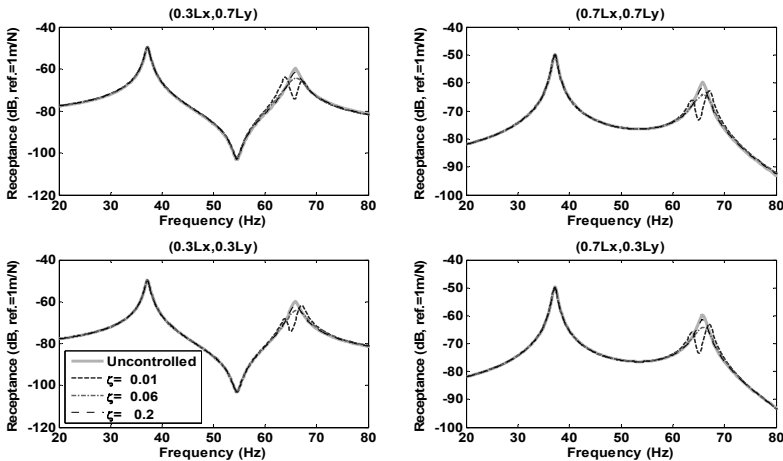 (0.3Lx,0.7Ly)
Receptance (dB, ref.=1m/N)
-40
-60
-80
-100
-120
20 30 40 50 60 70 80
Frequency (Hz)
(0.7Lx,0.7Ly)
Receptance (dB, ref.=1m/N)
-40
-50
-60
-70
-80
-90
-100
20 30 40 50 60 70 80
Frequency (Hz)
(0.3Lx,0.3Ly)
Receptance (dB, ref.=1m/N)
-40
-60
-80
-100
-120
20 30 40 50 60 70 80
Frequency (Hz)
Uncontrolled
ζ= 0.01
ζ= 0.06
ζ= 0.2
(0.7Lx,0.3Ly)
Receptance (dB, ref.=1m/N)
-40
-50
-60
-70
-80
-90
-100
20 30 40 50 60 70 80
Frequency (Hz)